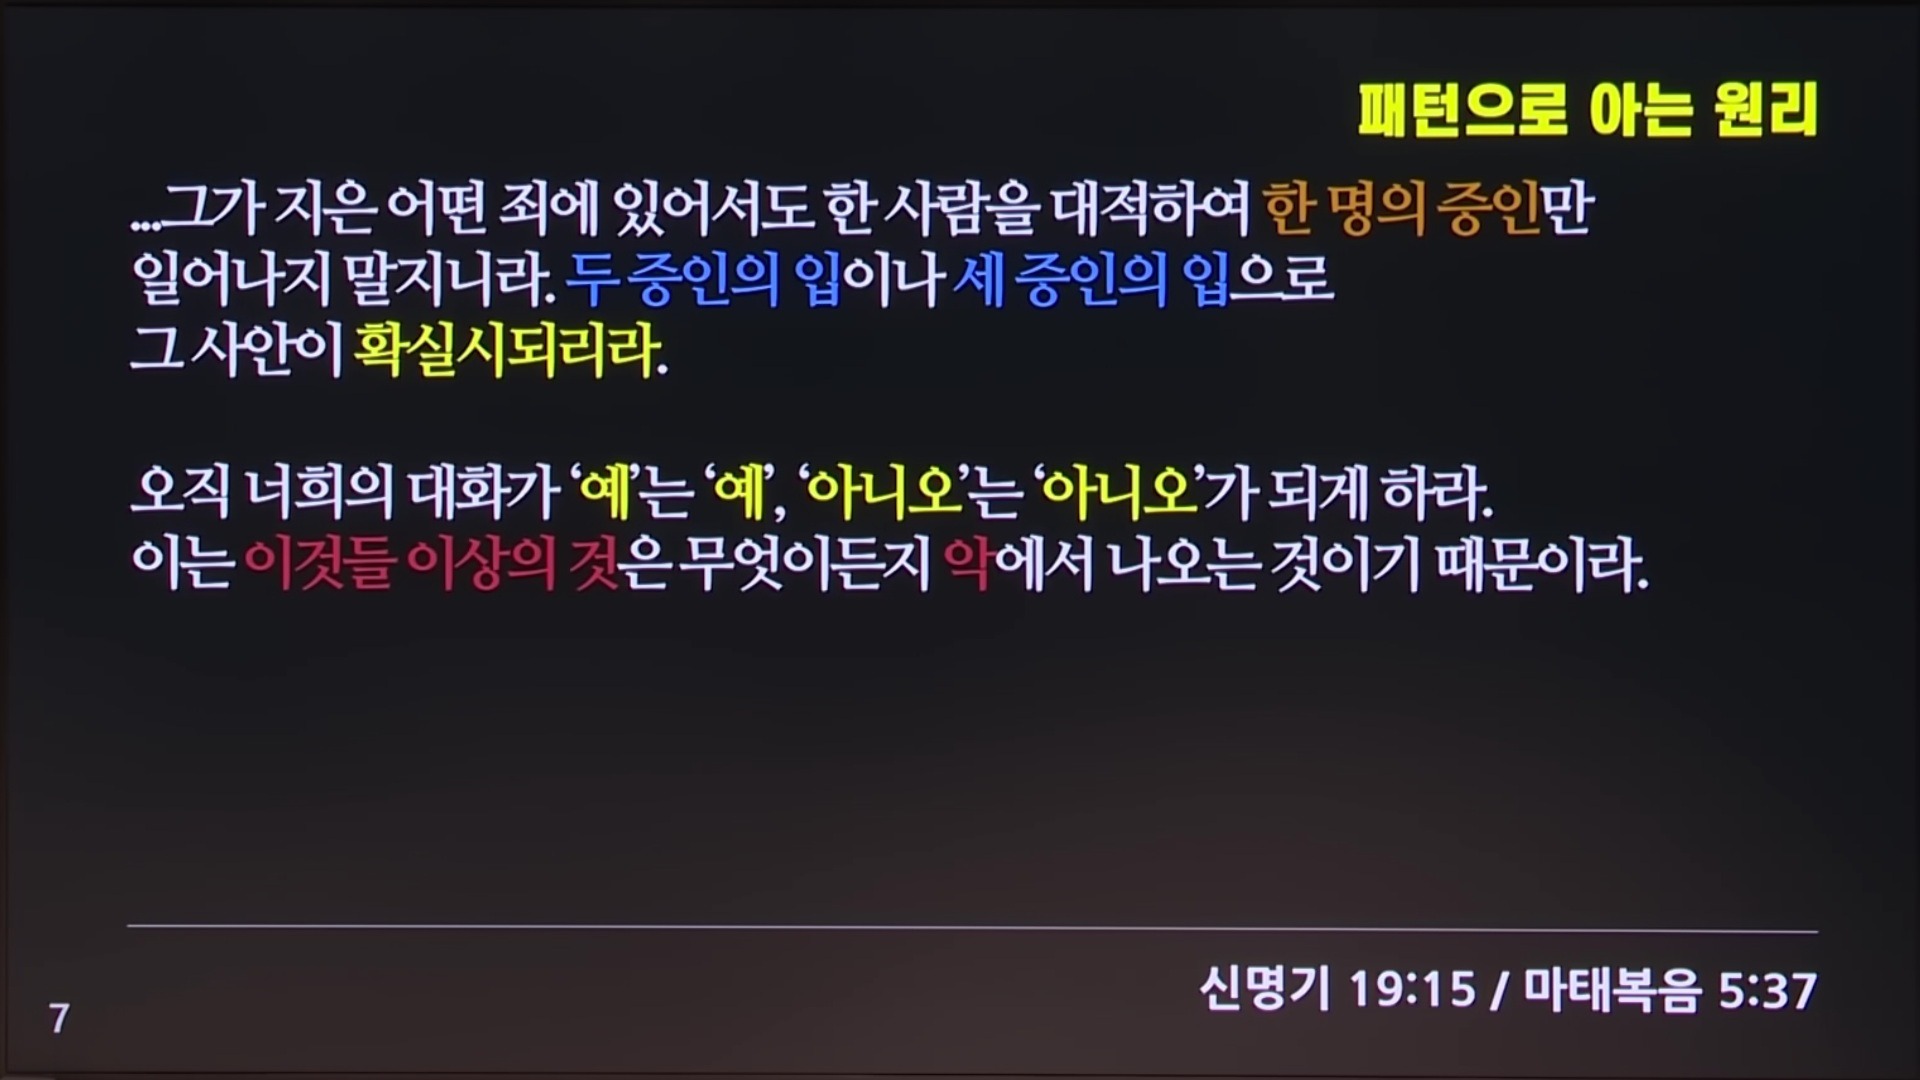 패턴으로 아는 원리
...그가 지은 어떤 죄에 있어서도 한 사람을 대적하여 한 명의 증인만
일어나지 말지니라. 두 증인의 입이나 세 증인의 입으로
그 사안이 확실시되리라.
오직 너희의 대화가 ‘예’는 ‘예’, ‘아니오’는 ‘아니오’가 되게 하라.
이는 이것들 이상의 것은 무엇이든지 악에서 나오는 것이기 때문이라.
신명기 19:15 / 마태복음 5:37
7